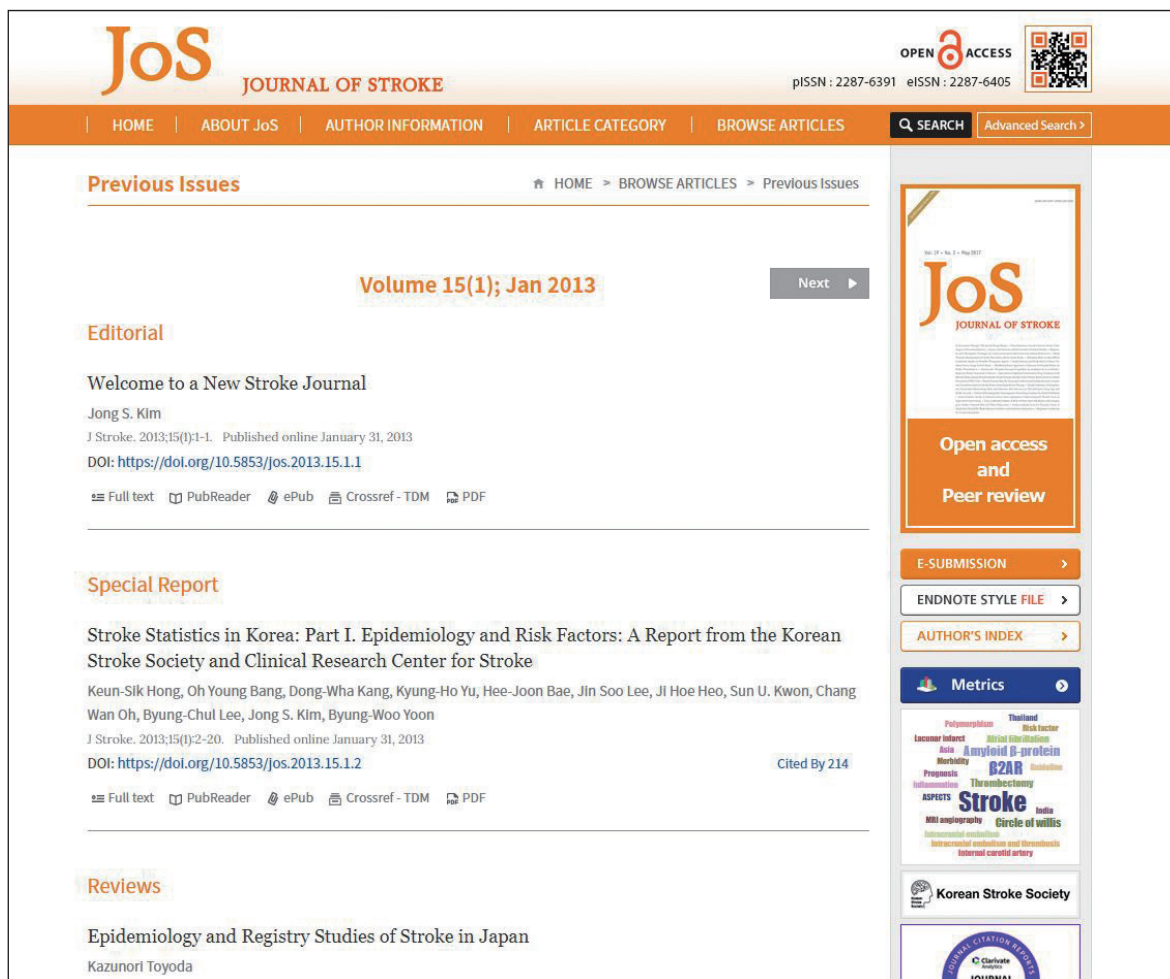 JoS
JOURNAL OF STROKE
OPEN ACCESS
pISSN : 2287-6391 eISSN : 2287-6405
HOME | ABOUT JoS | AUTHOR INFORMATION | ARTICLE CATEGORY | BROWSE ARTICLES
SEARCH
Advanced Search >
Previous Issues
HOME > BROWSE ARTICLES > Previous Issues
Volume 15(1); Jan 2013
Next
Editorial
Welcome to a New Stroke Journal
Jong S. Kim
J Stroke. 2013;15(1):1-1. Published online January 31, 2013
DOI: https://doi.org/10.5853/jos.2013.15.1.1
Full text PubReader ePub Crossref - TDM PDF
Special Report
Stroke Statistics in Korea: Part I. Epidemiology and Risk Factors: A Report from the Korean
Stroke Society and Clinical Research Center for Stroke
Keun-Sik Hong, Oh Young Bang, Dong-Wha Kang, Kyung-Ho Yu, Hee-Joon Bae, Jin Soo Lee, Ji Hoe Heo, Sun U. Kwon, Chang
Wan Oh, Byung-Chul Lee, Jong S. Kim, Byung-Woo Yoon
J Stroke. 2013;15(1):2-20. Published online January 31, 2013
DOI: https://doi.org/10.5853/jos.2013.15.1.2
Cited By 214
Full text PubReader ePub Crossref - TDM PDF
Reviews
Epidemiology and Registry Studies of Stroke in Japan
Kazunori Toyoda
JoS
JOURNAL OF STROKE
Open access
and
Peer review
E-SUBMISSION >
ENDNOTE STYLE FILE >
AUTHOR'S INDEX >
Metrics
Polymorphism Thailand
Risk factor
Lacunar infarct Atrial fibrillation
Asia Amyloid β-protein
Morbidity β2AR Guideline
Prognosis
Inflammation Thrombectomy
ASPECTS Stroke India
MRI angiography Circle of willis
Intracranial embolism
Intracranial embolism and thrombosis
Internal carotid artery
Korean Stroke Society
JOURNAL CITATION REPORTS
Clarivate
Analytics
JOURNAL